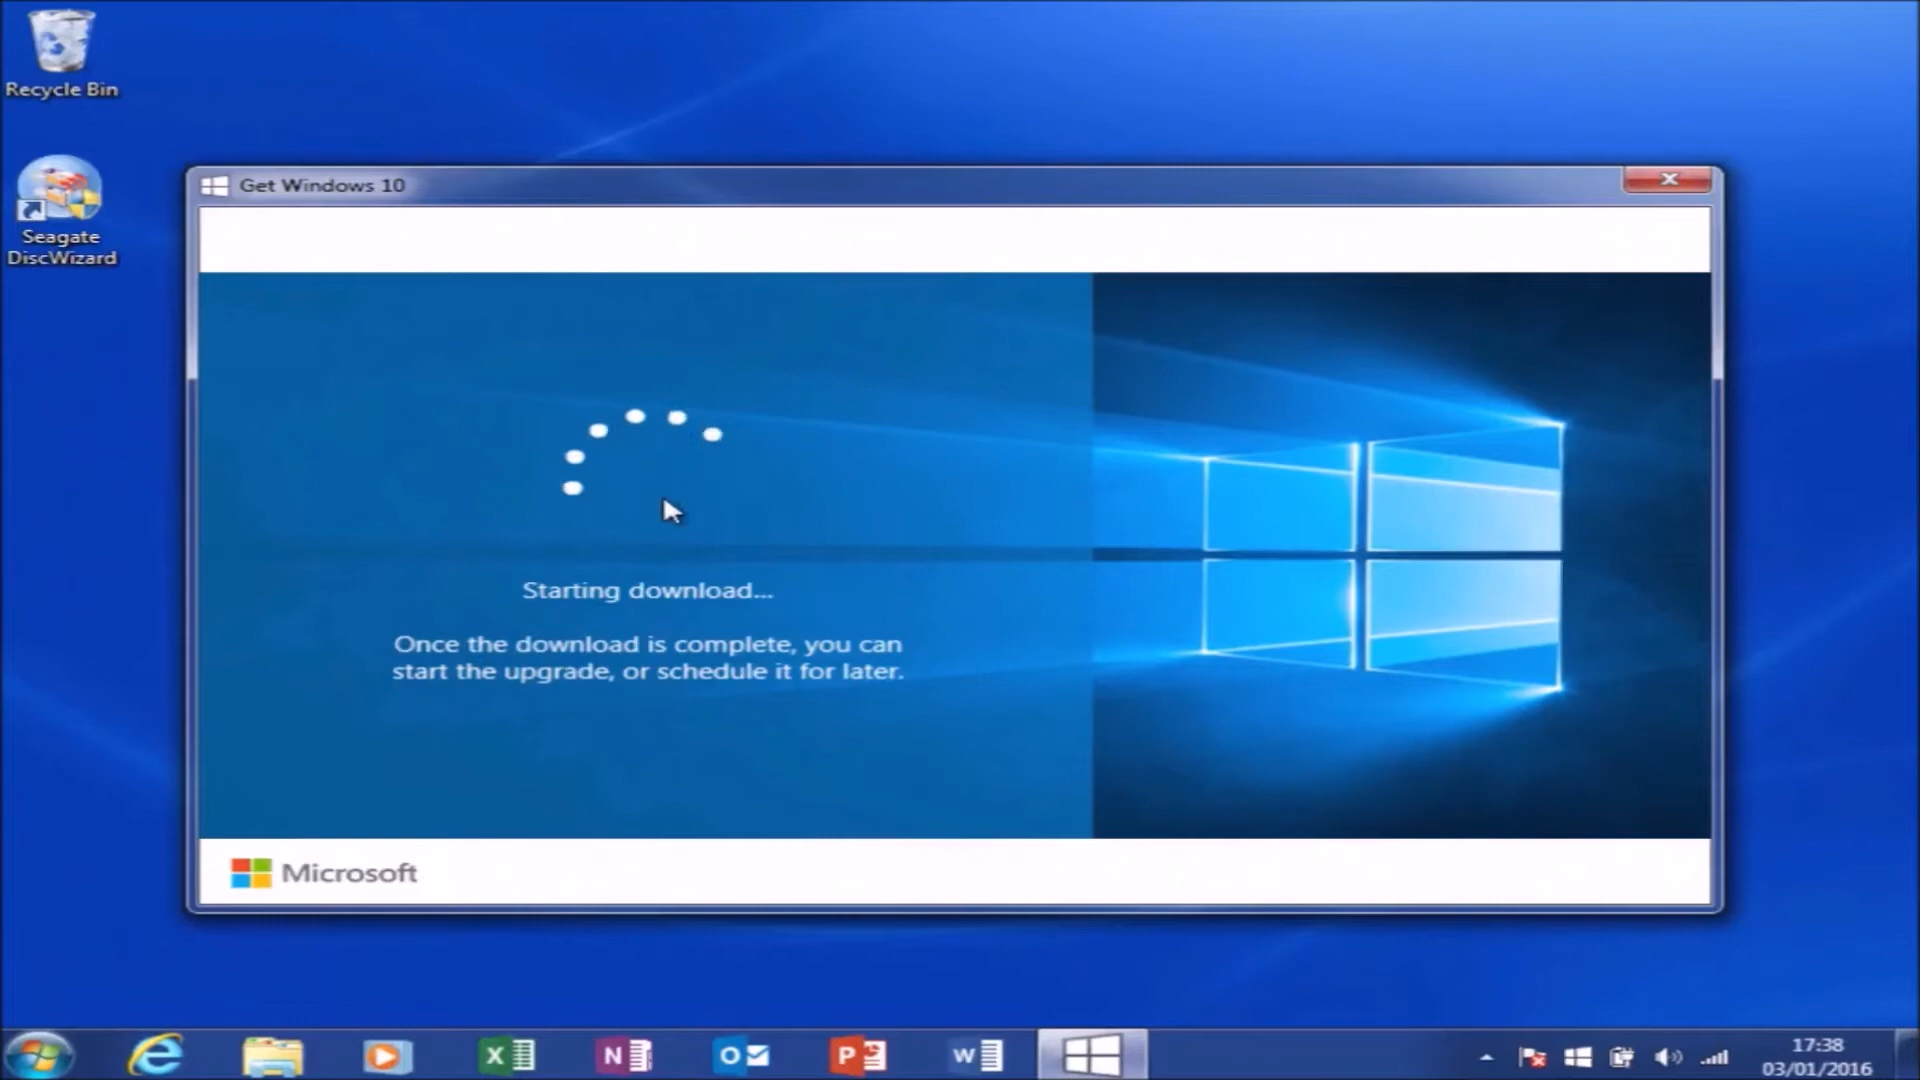 Recycle Bin
Seagate
DiscWizard
Get Windows 10
Starting download...
Once the download is complete, you can
start the upgrade, or schedule it for later.
Microsoft
17:38
03/01/2016